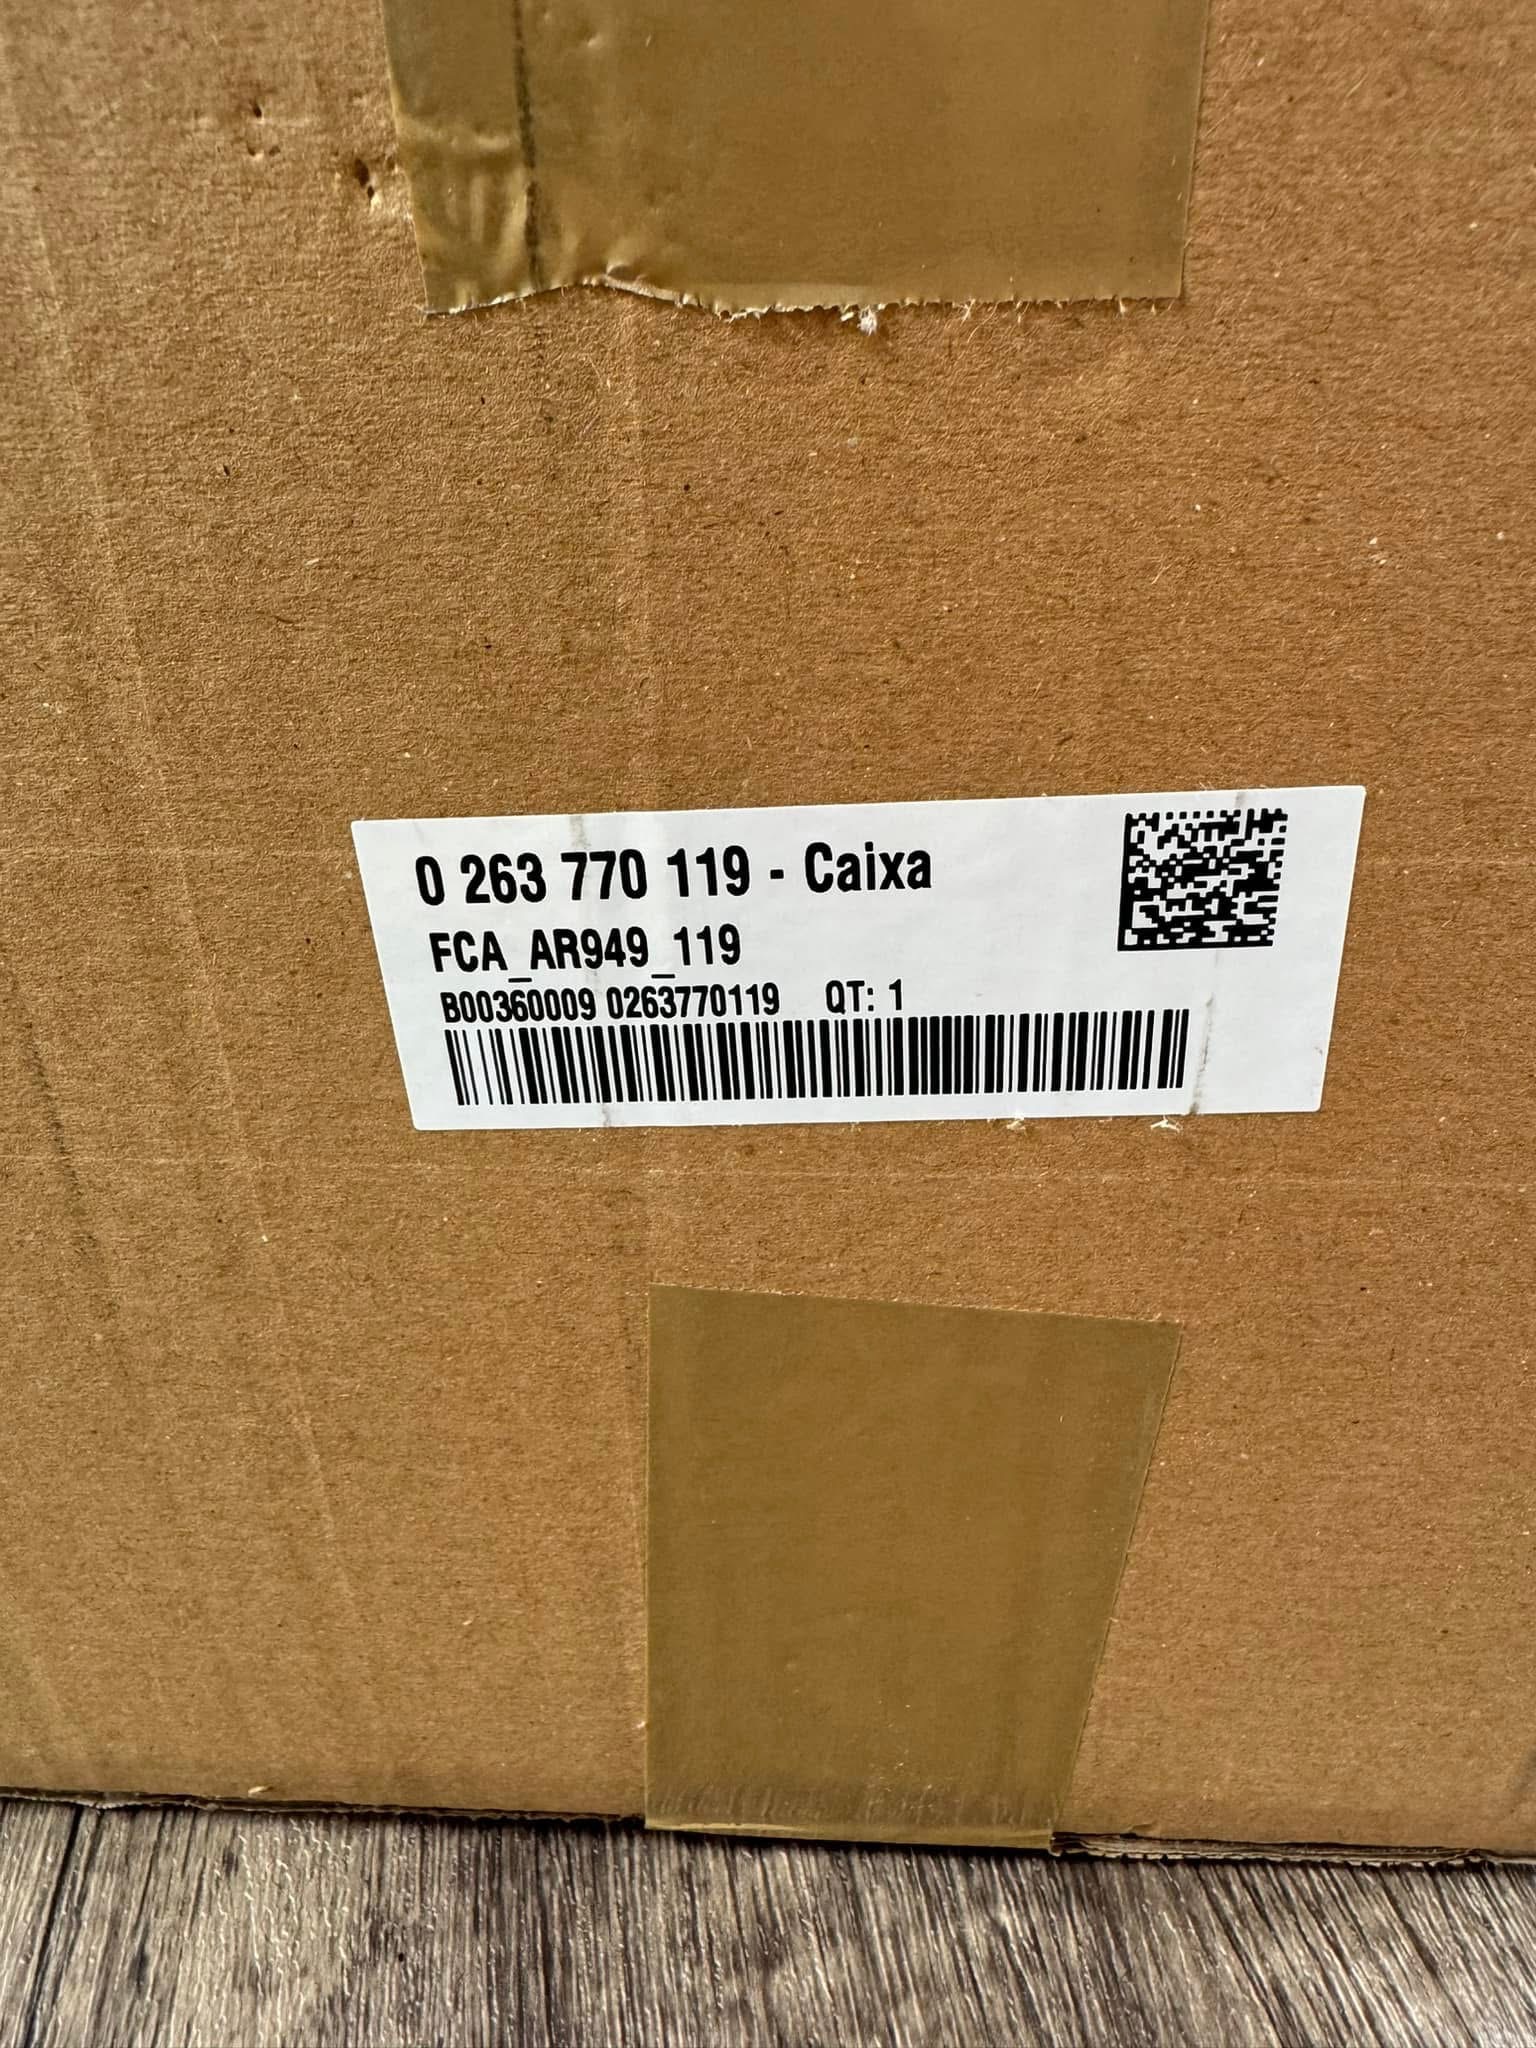 0 263 770 119 - Caixa
FCA_AR949_119
B00360009 0263770119 QT: 1